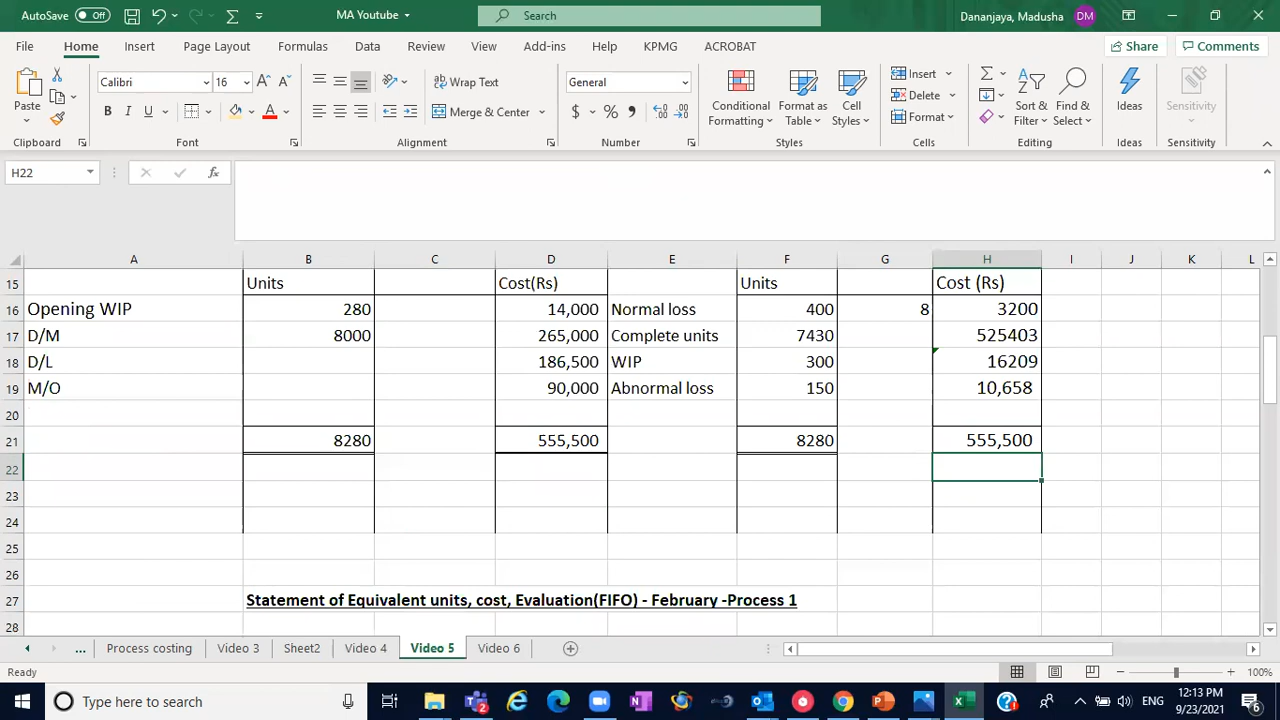 AutoSave Off MA Youtube Search Dananjaya, Madusha DM
File Home Insert Page Layout Formulas Data Review View Add-ins Help KPMG ACROBAT Share Comments
Calibri 16 Wrap Text General Insert Delete Format
Paste Merge & Center $ % Conditional Formatting Format as Table Cell Styles Sort & Filter Find & Select Ideas Sensitivity
Clipboard Font Alignment Number Styles Cells Editing Ideas Sensitivity
H22 fx
A B C D E F G H I J K L
15 Units Cost(Rs) Units Cost (Rs)
16 Opening WIP 280 14,000 Normal loss 400 8 3200
17 D/M 8000 265,000 Complete units 7430 525403
18 D/L 186,500 WIP 300 16209
19 M/O 90,000 Abnormal loss 150 10,658
20
21 8280 555,500 8280 555,500
22
23
24
25
26
27 Statement of Equivalent units, cost, Evaluation(FIFO) - February -Process 1
28
... Process costing Video 3 Sheet2 Video 4 Video 5 Video 6
Ready 100%
Type here to search ENG 12:13 PM 9/23/2021 6